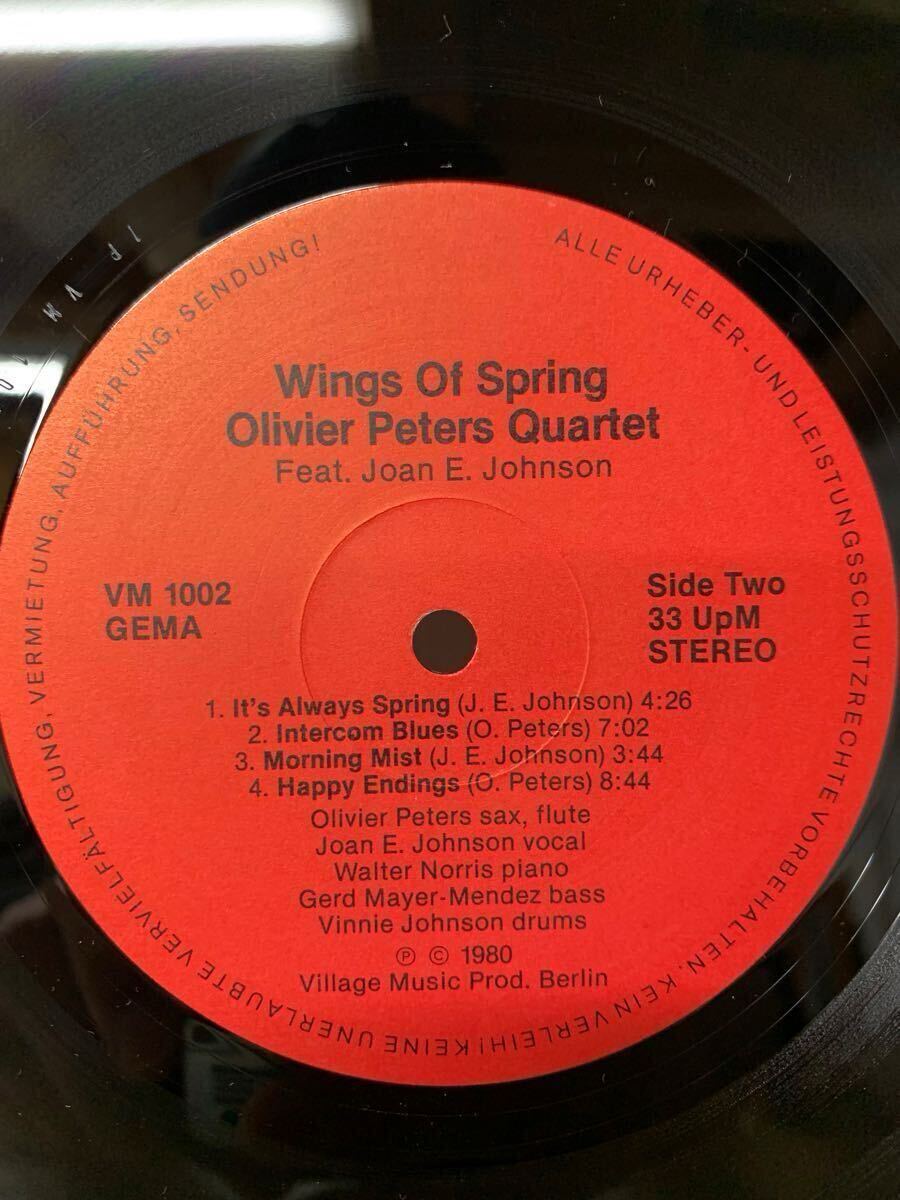 Wings Of Spring
Olivier Peters Quartet
Feat. Joan E. Johnson
VM 1002
GEMA
Side Two
33 UpM
STEREO
1. It's Always Spring (J. E. Johnson) 4:26
2. Intercom Blues (O. Peters) 7:02
3. Morning Mist (J. E. Johnson) 3:44
4. Happy Endings (O. Peters) 8:44
Olivier Peters sax, flute
Joan E. Johnson vocal
Walter Norris piano
Gerd Mayer-Mendez bass
Vinnie Johnson drums
℗ © 1980
Village Music Prod. Berlin
ALLE URHEBER- UND LEISTUNGSSCHUTZRECHTE VORBEHALTEN. KEIN VERLEIH! KEINE UNERLAUBTE VERVIELFÄLTIGUNG, VERMIETUNG, AUFFÜHRUNG, SENDUNG!